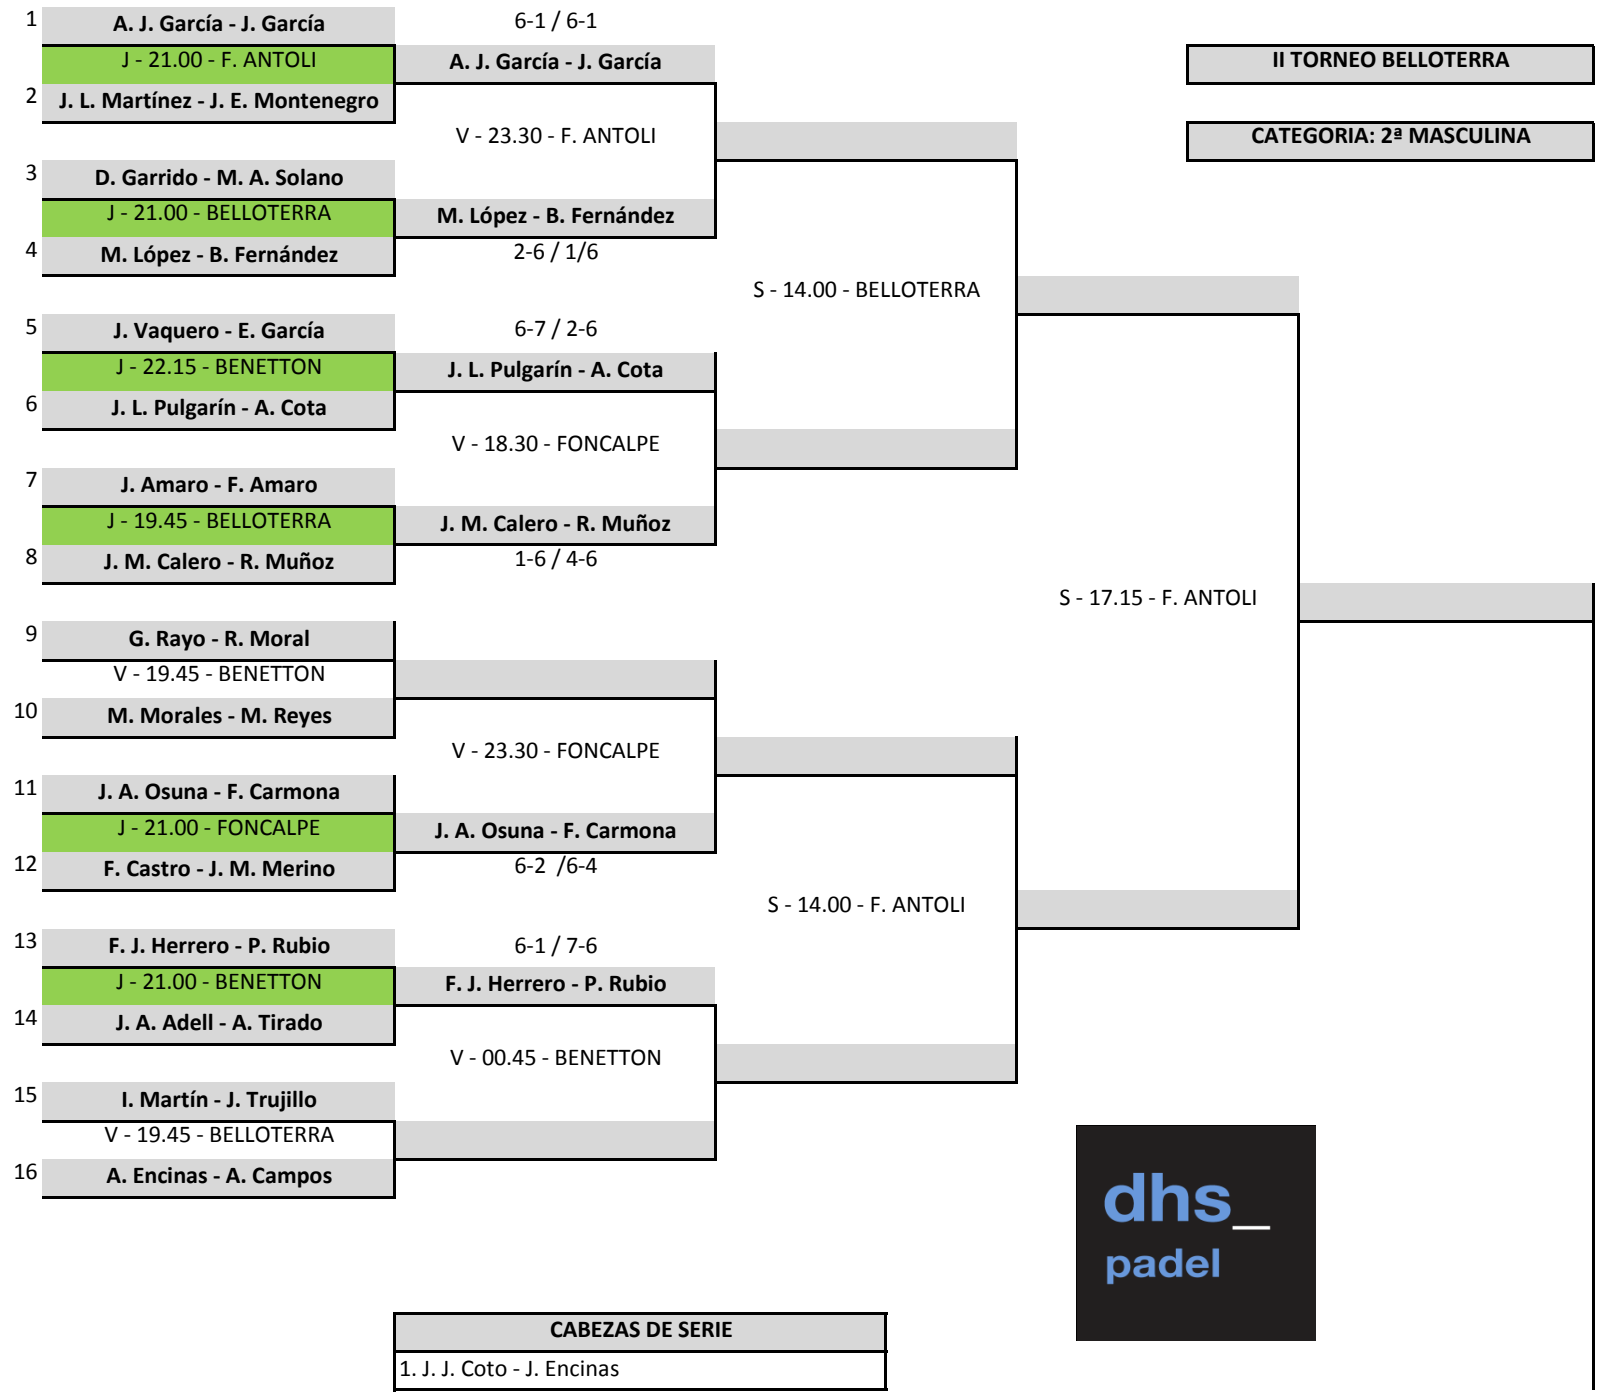 1 A. J. García - J. García 6-1 / 6-1
J - 21.00 - F. ANTOLI A. J. García - J. García II TORNEO BELLOTERRA
2 J. L. Martínez - J. E. Montenegro
V - 23.30 - F. ANTOLI CATEGORIA: 2ª MASCULINA
3 D. Garrido - M. A. Solano
J - 21.00 - BELLOTERRA M. López - B. Fernández
4 M. López - B. Fernández 2-6 / 1/6
S - 14.00 - BELLOTERRA
5 J. Vaquero - E. García 6-7 / 2-6
J - 22.15 - BENETTON J. L. Pulgarín - A. Cota
6 J. L. Pulgarín - A. Cota
V - 18.30 - FONCALPE
7 J. Amaro - F. Amaro
J - 19.45 - BELLOTERRA J. M. Calero - R. Muñoz
8 J. M. Calero - R. Muñoz 1-6 / 4-6
S - 17.15 - F. ANTOLI
9 G. Rayo - R. Moral
V - 19.45 - BENETTON
10 M. Morales - M. Reyes
V - 23.30 - FONCALPE
11 J. A. Osuna - F. Carmona
J - 21.00 - FONCALPE J. A. Osuna - F. Carmona
12 F. Castro - J. M. Merino 6-2 /6-4
S - 14.00 - F. ANTOLI
13 F. J. Herrero - P. Rubio 6-1 / 7-6
J - 21.00 - BENETTON F. J. Herrero - P. Rubio
14 J. A. Adell - A. Tirado
V - 00.45 - BENETTON
15 I. Martín - J. Trujillo
V - 19.45 - BELLOTERRA
16 A. Encinas - A. Campos
dhs_
padel
CABEZAS DE SERIE
1. J. J. Coto - J. Encinas